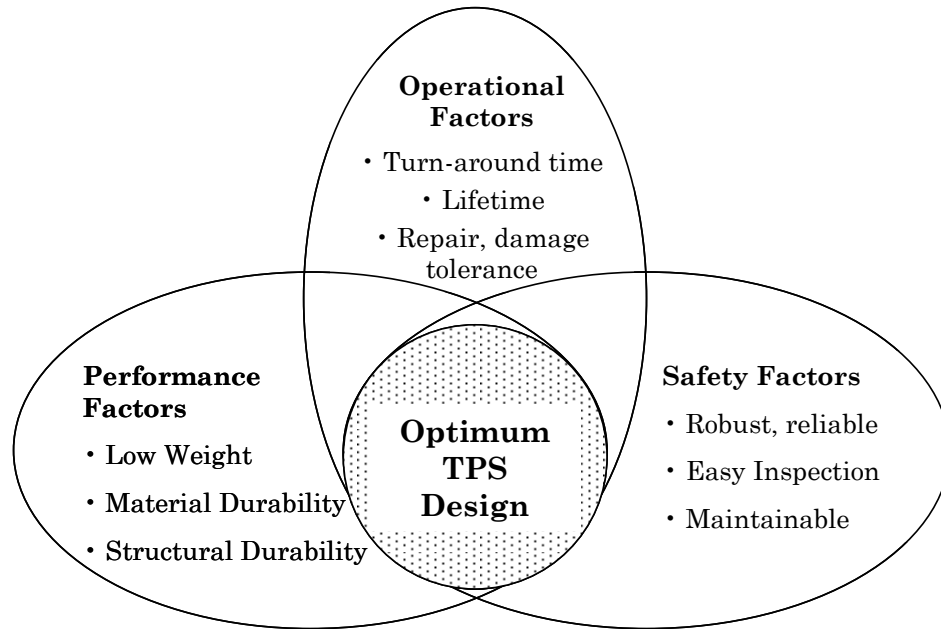 Operational
Factors
・Turn-around time
・Lifetime
・Repair, damage
tolerance
Performance
Factors
・Low Weight
・Material Durability
・Structural Durability
Optimum
TPS
Design
Safety Factors
・Robust, reliable
・Easy Inspection
・Maintainable